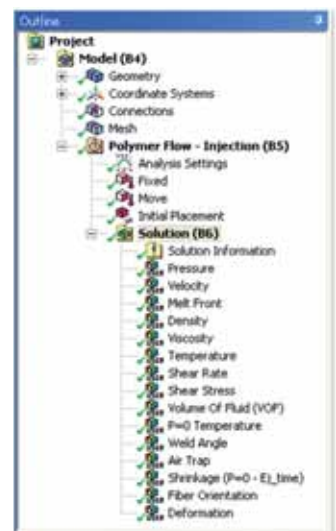 Outline
Project
Model (B4)
Geometry
Coordinate Systems
Connections
Mesh
Polymer Flow - Injection (B5)
Analysis Settings
Fixed
Move
Initial Placement
Solution (B6)
Solution Information
Pressure
Velocity
Melt Front
Density
Viscosity
Temperature
Shear Rate
Shear Stress
Volume Of Fluid (VOF)
P=0 Temperature
Weld Angle
Air Trap
Shrinkage (P=0 - E)_time)
Fiber Orientation
Deformation